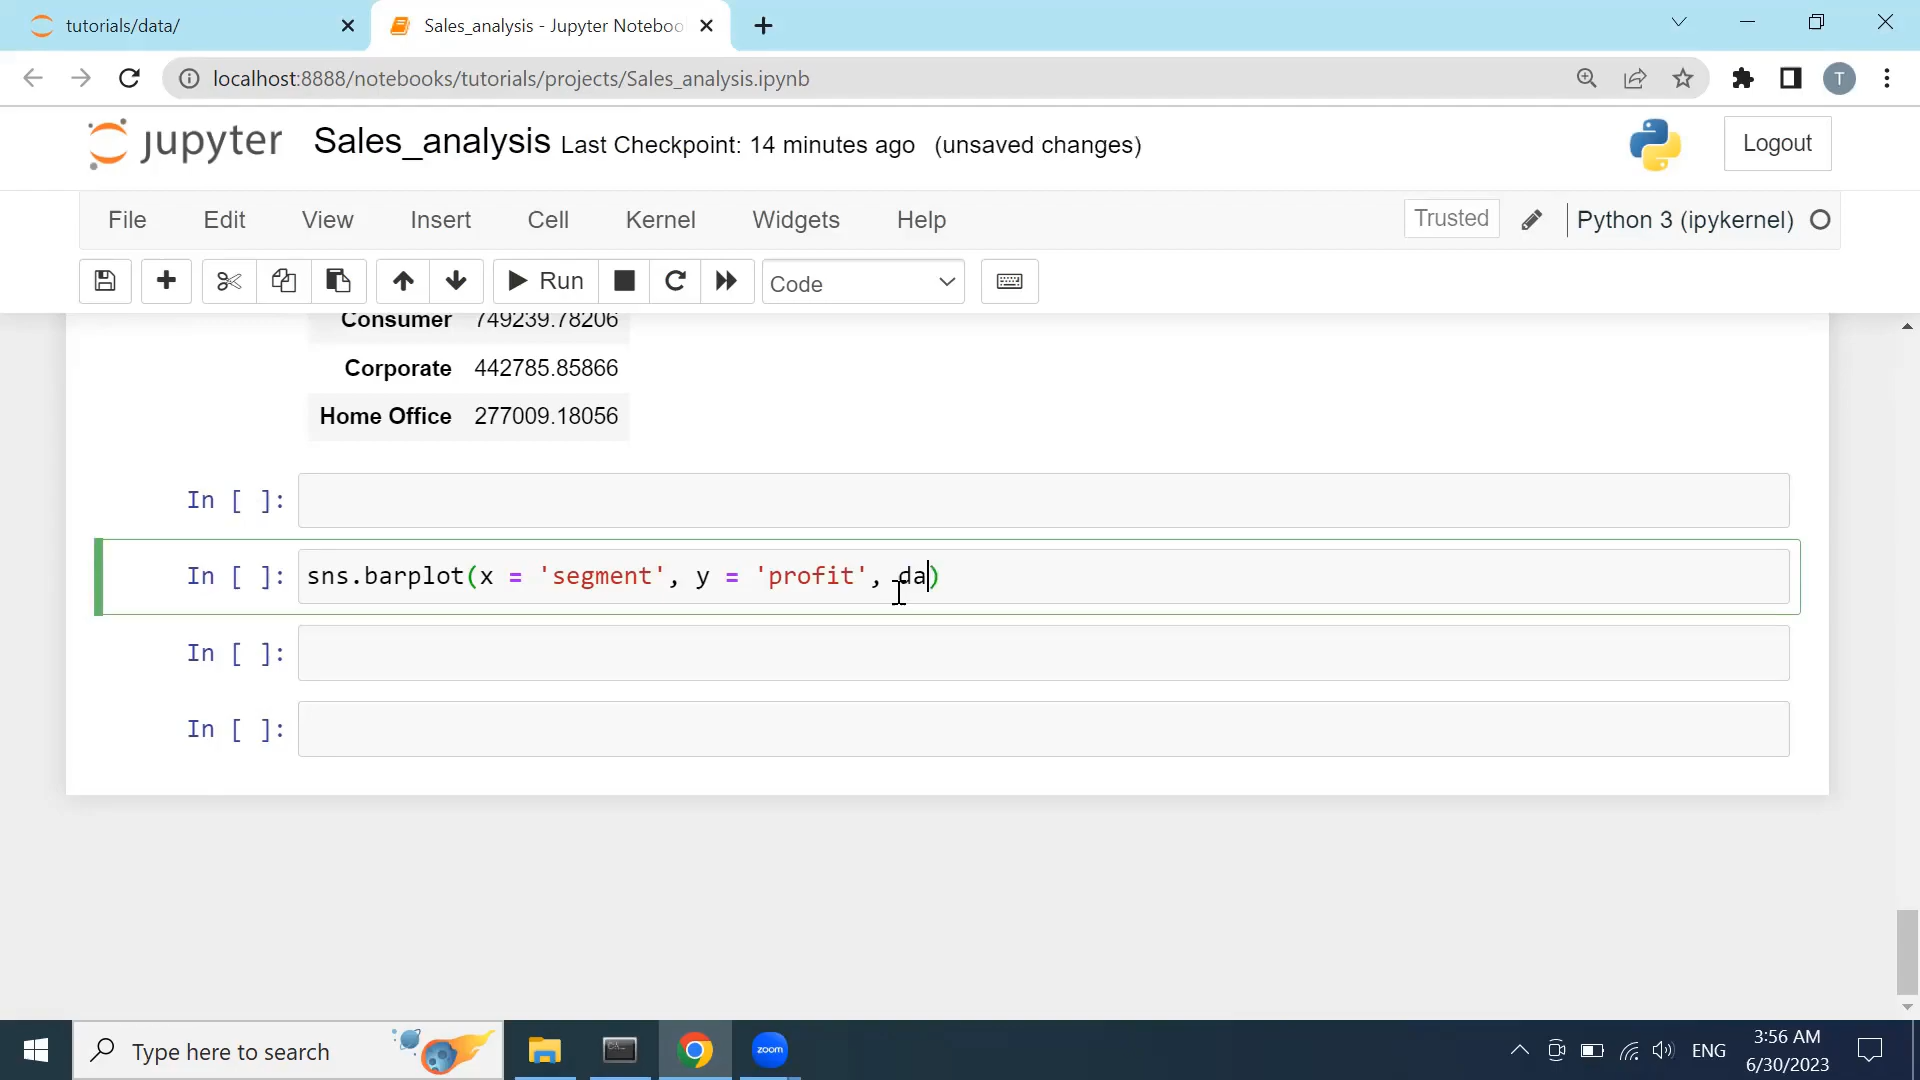 tutorials/data/
Sales_analysis - Jupyter Noteboo
localhost:8888/notebooks/tutorials/projects/Sales_analysis.ipynb
T
jupyter Sales_analysis Last Checkpoint: 14 minutes ago (unsaved changes)
Logout
File Edit View Insert Cell Kernel Widgets Help
Trusted
Python 3 (ipykernel)
Run
Code
Consumer 749239.78206
Corporate 442785.85866
Home Office 277009.18056
In [ ]:
In [ ]: sns.barplot(x = 'segment', y = 'profit', da)
In [ ]:
In [ ]:
Type here to search
zoom
ENG
3:56 AM
6/30/2023